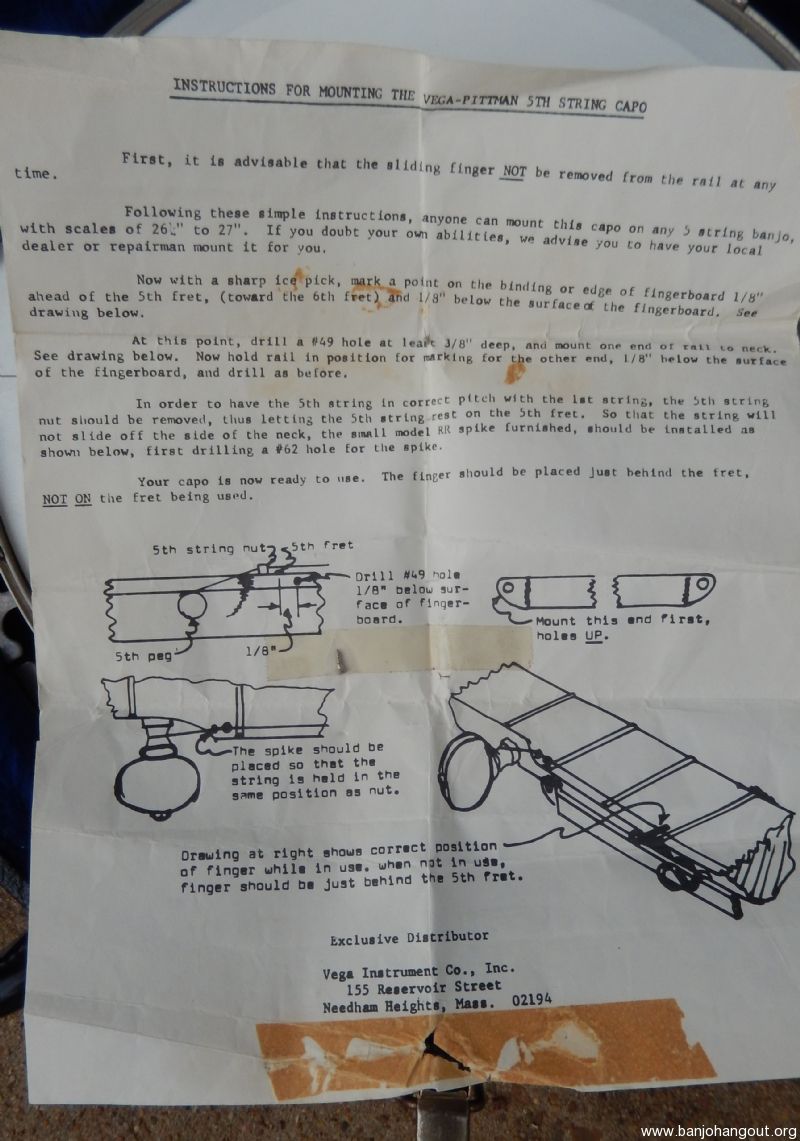 INSTRUCTIONS FOR MOUNTING THE VEGA-PITTMAN 5TH STRING CAPO
First, it is advisable that the sliding finger NOT be removed from the rail at any
time.
Following these simple instructions, anyone can mount this capo on any 5 string banjo,
with scales of 26¼" to 27". If you doubt your own abilities, we advise you to have your local
dealer or repairman mount it for you.
Now with a sharp ice pick, mark a point on the binding or edge of fingerboard 1/8"
ahead of the 5th fret, (toward the 6th fret) and 1/8" below the surface of the fingerboard. See
drawing below.
At this point, drill a #49 hole at least 3/8" deep, and mount one end of rail to neck.
See drawing below. Now hold rail in position for marking for the other end, 1/8" below the surface
of the fingerboard, and drill as before.
In order to have the 5th string in correct pitch with the 1st string, the 5th string
nut should be removed, thus letting the 5th string rest on the 5th fret. So that the string will
not slide off the side of the neck, the small model RR spike furnished, should be installed as
shown below, first drilling a #62 hole for the spike.
Your capo is now ready to use. The finger should be placed just behind the fret,
NOT ON the fret being used.
5th string nut
5th fret
Drill #49 hole
1/8" below sur-
face of finger-
board.
5th peg
1/8"
Mount this end first,
holes UP.
The spike should be
placed so that the
string is held in the
same position as nut.
Drawing at right shows correct position
of finger while in use. when not in use,
finger should be just behind the 5th fret.
Exclusive Distributor
Vega Instrument Co., Inc.
155 Reservoir Street
Needham Heights, Mass. 02194
www.banjohangout.org